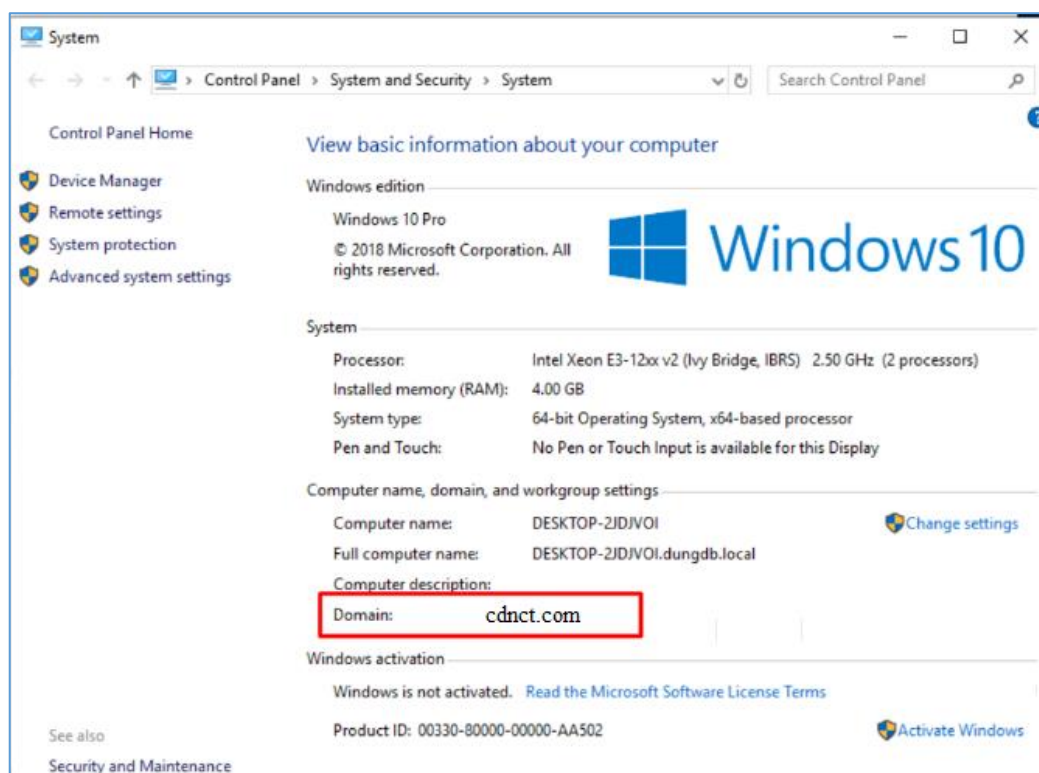 System
Control Panel > System and Security > System
Search Control Panel
?
Control Panel Home
Device Manager
Remote settings
System protection
Advanced system settings
See also
Security and Maintenance
View basic information about your computer
Windows edition
Windows 10 Pro
© 2018 Microsoft Corporation. All
rights reserved.
Windows 10
System
Processor: Intel Xeon E3-12xx v2 (Ivy Bridge, IBRS) 2.50 GHz (2 processors)
Installed memory (RAM): 4.00 GB
System type: 64-bit Operating System, x64-based processor
Pen and Touch: No Pen or Touch Input is available for this Display
Computer name, domain, and workgroup settings
Computer name: DESKTOP-2JDJVOI
Change settings
Full computer name: DESKTOP-2JDJVOI.dungdb.local
Computer description:
Domain: cdnct.com
Windows activation
Windows is not activated. Read the Microsoft Software License Terms
Product ID: 00330-80000-00000-AA502
Activate Windows